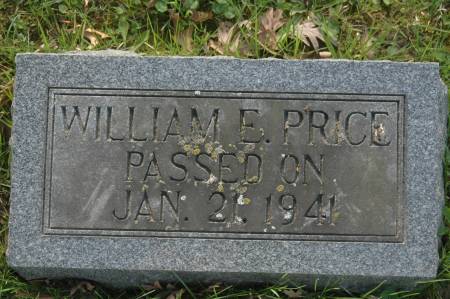 WILLIAM E. PRICE
PASSED ON
JAN. 21. 1941